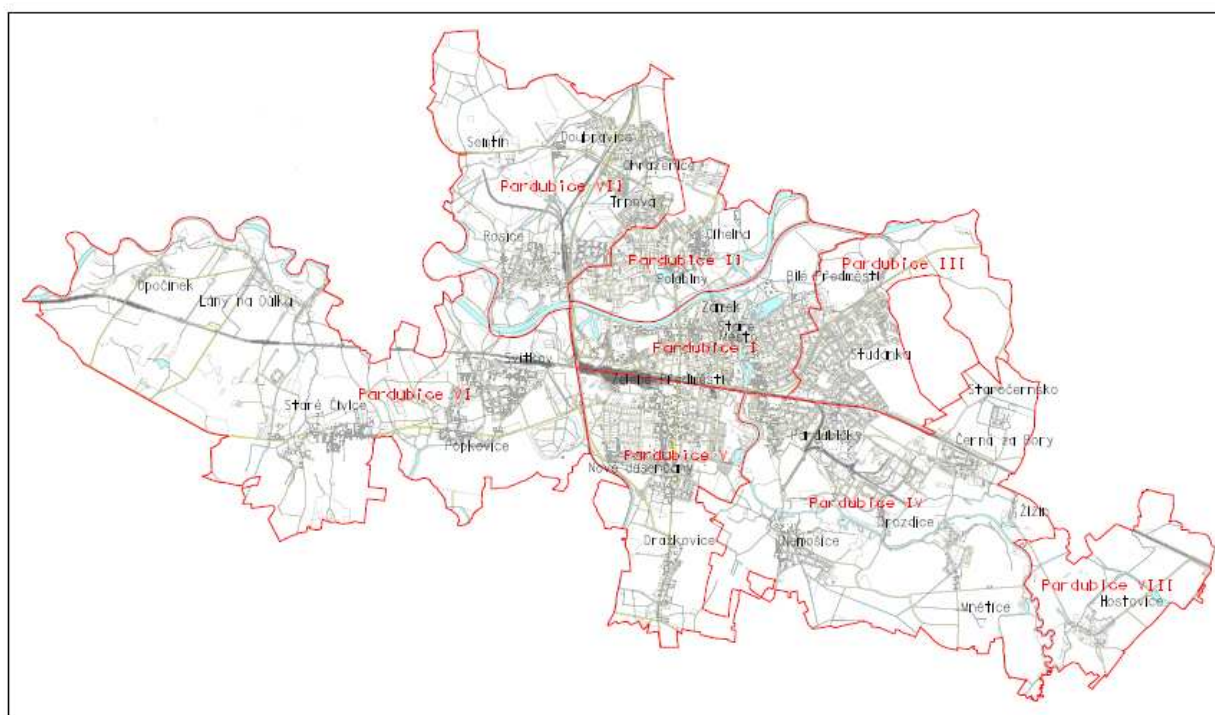 Semtín
Doubravice
Ohrazenice
Pardubice VII
Trnová
Rosice
Cihelna
Pardubice II
Polabiny
Pardubice III
Bílé Předměstí
Opočínek
Lány na Důlku
Zámek
Staré
Město
Pardubice I
Svítkov
Studánka
Zelené Předměstí
Staročernsko
Pardubice VI
Staré Čívice
Popkovice
Pardubičky
Černá za Bory
Pardubice V
Nové Jesenčany
Pardubice IV
Drozdice
Žižín
Dražkovice
Nemošice
Pardubice VIII
Hostovice
Mnětice